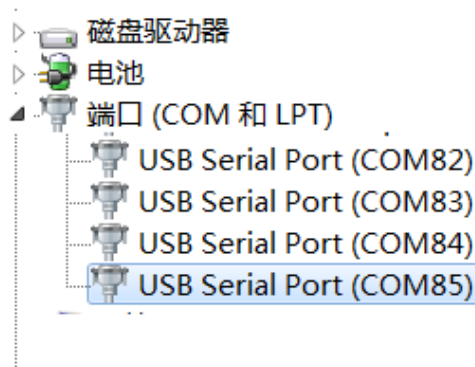 磁盘驱动器
电池
端口 (COM 和 LPT)
USB Serial Port (COM82)
USB Serial Port (COM83)
USB Serial Port (COM84)
USB Serial Port (COM85)